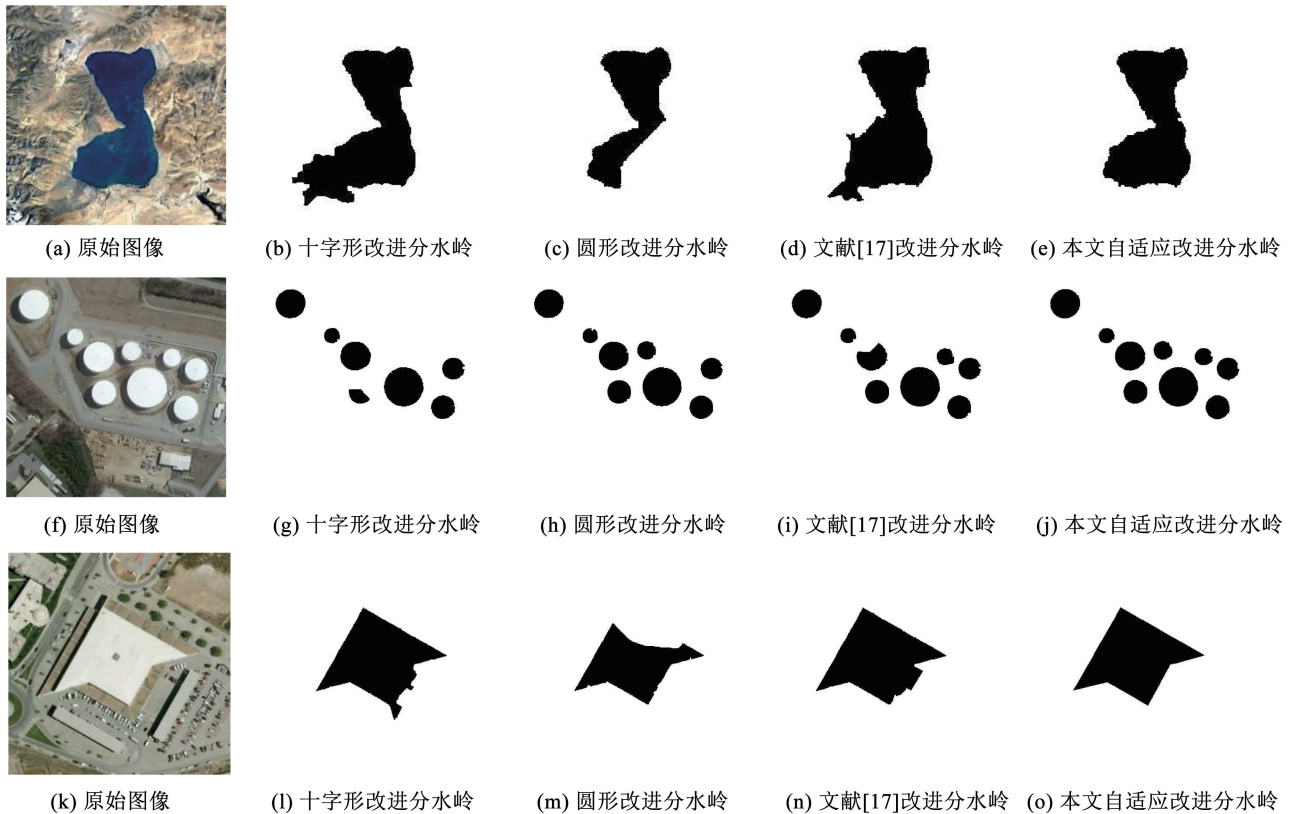 (a) 原始图像
(b) 十字形改进分水岭
(c) 圆形改进分水岭
(d) 文献[17]改进分水岭
(e) 本文自适应改进分水岭
(f) 原始图像
(g) 十字形改进分水岭
(h) 圆形改进分水岭
(i) 文献[17]改进分水岭
(j) 本文自适应改进分水岭
(k) 原始图像
(l) 十字形改进分水岭
(m) 圆形改进分水岭
(n) 文献[17]改进分水岭
(o) 本文自适应改进分水岭